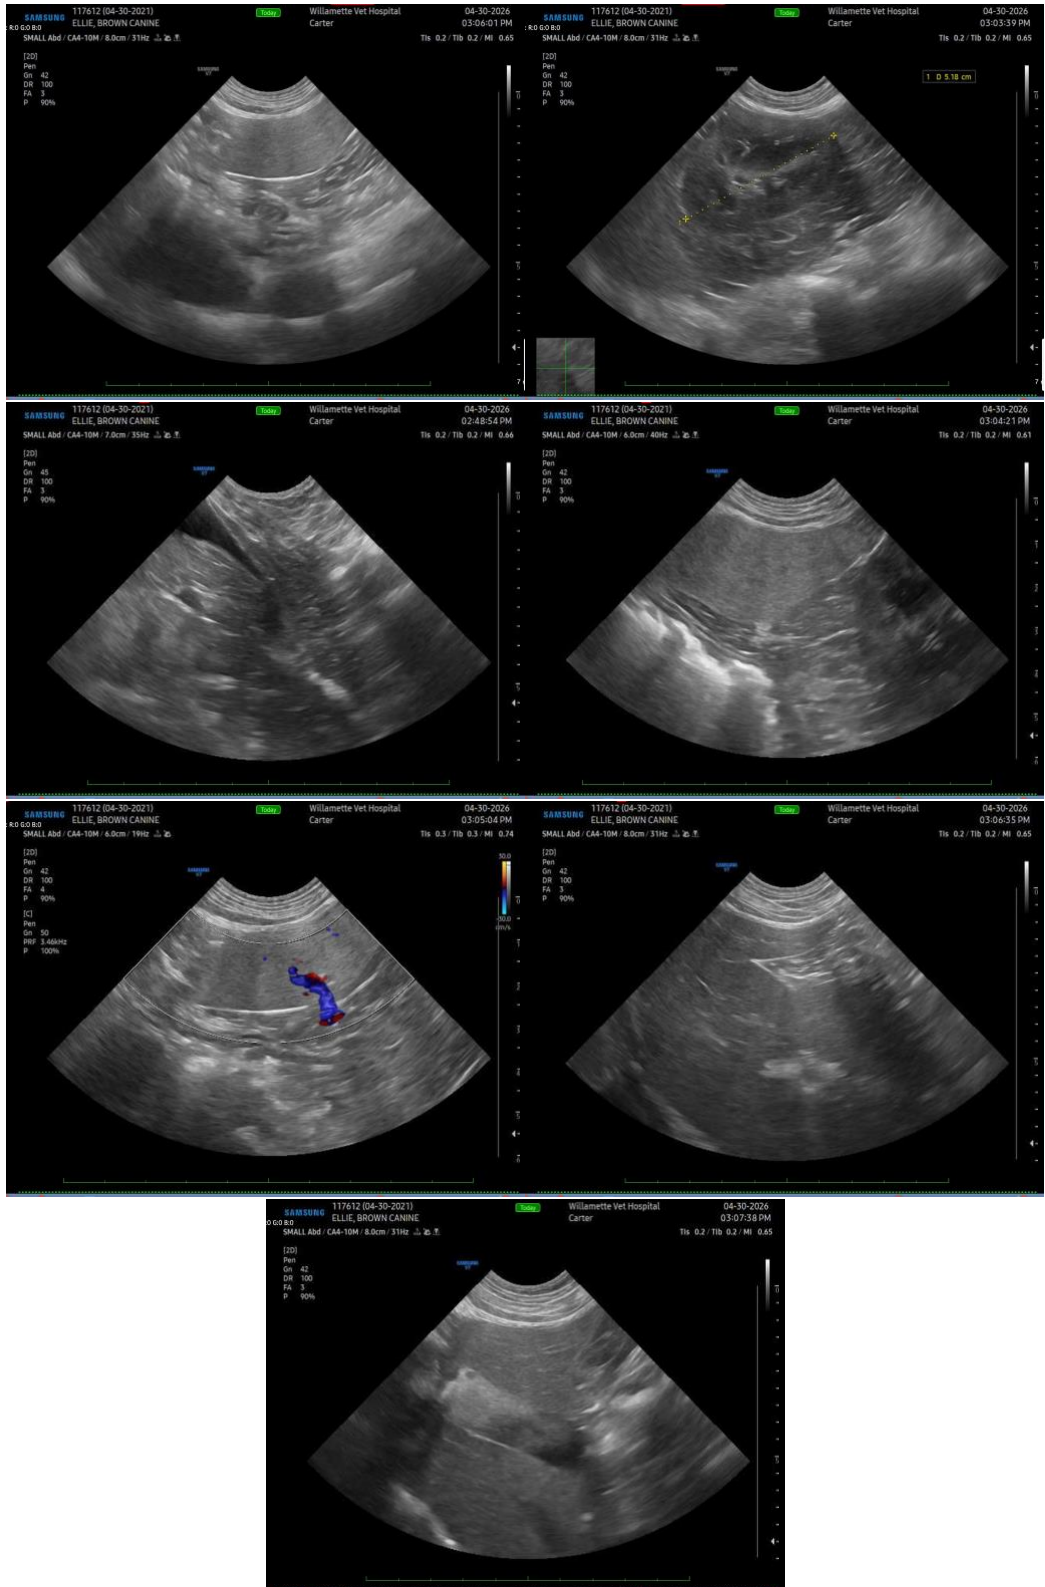 117612 (04-30-2021) Today Willamette Vet Hospital 04-30-2026
SAMSUNG ELLIE, BROWN CANINE Carter 03:06:01 PM
: R:0 G:0 B:0
SMALL Abd / CA4-10M / 8.0cm / 31Hz TIs 0.2 / TIb 0.2 / MI 0.65
[2D]
Pen
Gn 42
DR 100
FA 3
P 90%
117612 (04-30-2021) Today Willamette Vet Hospital 04-30-2026
SAMSUNG ELLIE, BROWN CANINE Carter 03:03:39 PM
: R:0 G:0 B:0
SMALL Abd / CA4-10M / 8.0cm / 31Hz TIs 0.2 / TIb 0.2 / MI 0.65
[2D]
Pen
Gn 42
DR 100
FA 3
P 90%
1 D 5.18 cm
117612 (04-30-2021) Today Willamette Vet Hospital 04-30-2026
SAMSUNG ELLIE, BROWN CANINE Carter 02:48:54 PM
SMALL Abd / CA4-10M / 7.0cm / 35Hz TIs 0.2 / TIb 0.2 / MI 0.66
[2D]
Pen
Gn 45
DR 100
FA 3
P 90%
117612 (04-30-2021) Today Willamette Vet Hospital 04-30-2026
SAMSUNG ELLIE, BROWN CANINE Carter 03:04:21 PM
SMALL Abd / CA4-10M / 6.0cm / 40Hz TIs 0.2 / TIb 0.2 / MI 0.61
[2D]
Pen
Gn 42
DR 100
FA 3
P 90%
117612 (04-30-2021) Today Willamette Vet Hospital 04-30-2026
SAMSUNG ELLIE, BROWN CANINE Carter 03:05:04 PM
: R:0 G:0 B:0
SMALL Abd / CA4-10M / 6.0cm / 19Hz TIs 0.3 / TIb 0.3 / MI 0.74
[2D]
Pen
Gn 42
DR 100
FA 4
P 90%
[C]
Pen
Gn 50
PRF 3.46kHz
P 100%
30.0
-30.0
cm/s
117612 (04-30-2021) Today Willamette Vet Hospital 04-30-2026
SAMSUNG ELLIE, BROWN CANINE Carter 03:06:35 PM
SMALL Abd / CA4-10M / 8.0cm / 31Hz TIs 0.2 / TIb 0.2 / MI 0.65
[2D]
Pen
Gn 42
DR 100
FA 3
P 90%
117612 (04-30-2021) Today Willamette Vet Hospital 04-30-2026
SAMSUNG ELLIE, BROWN CANINE Carter 03:07:38 PM
0 G:0 B:0
SMALL Abd / CA4-10M / 8.0cm / 31Hz TIs 0.2 / TIb 0.2 / MI 0.65
[2D]
Pen
Gn 42
DR 100
FA 3
P 90%